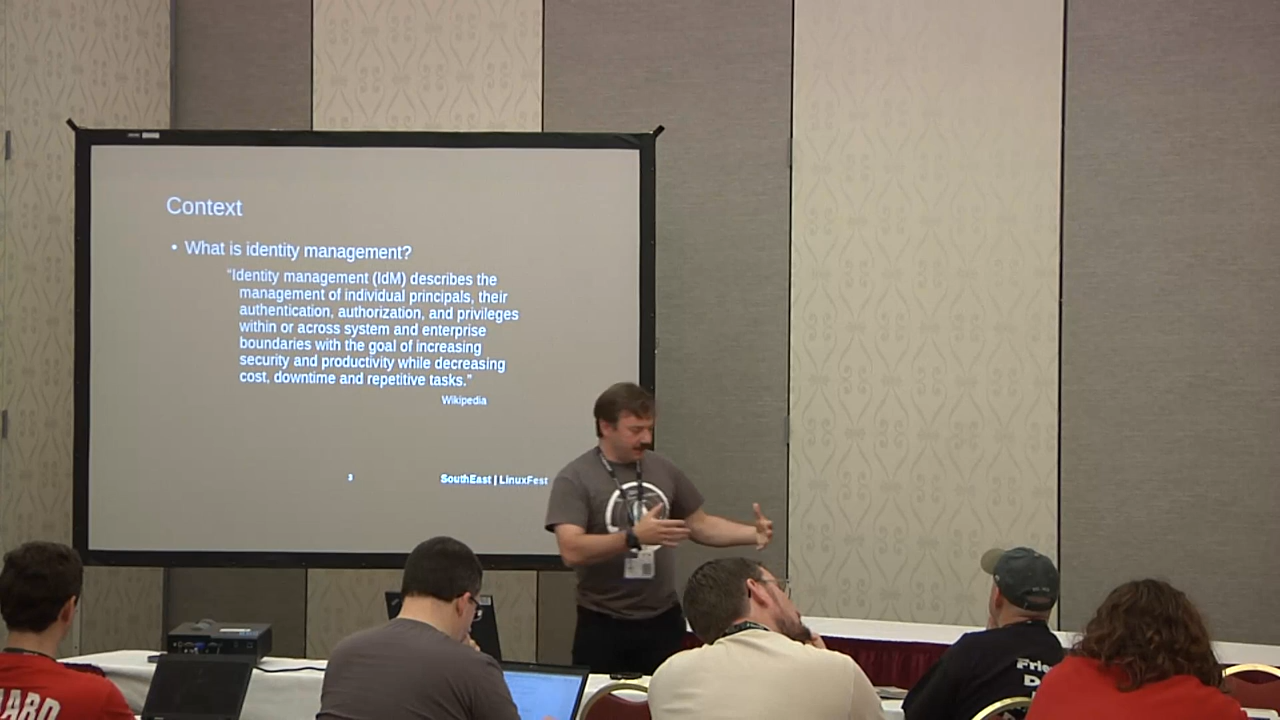 Context
• What is identity management?
“Identity management (IdM) describes the
management of individual principals, their
authentication, authorization, and privileges
within or across system and enterprise
boundaries with the goal of increasing
security and productivity while decreasing
cost, downtime and repetitive tasks.”
Wikipedia
3
SouthEast | LinuxFest